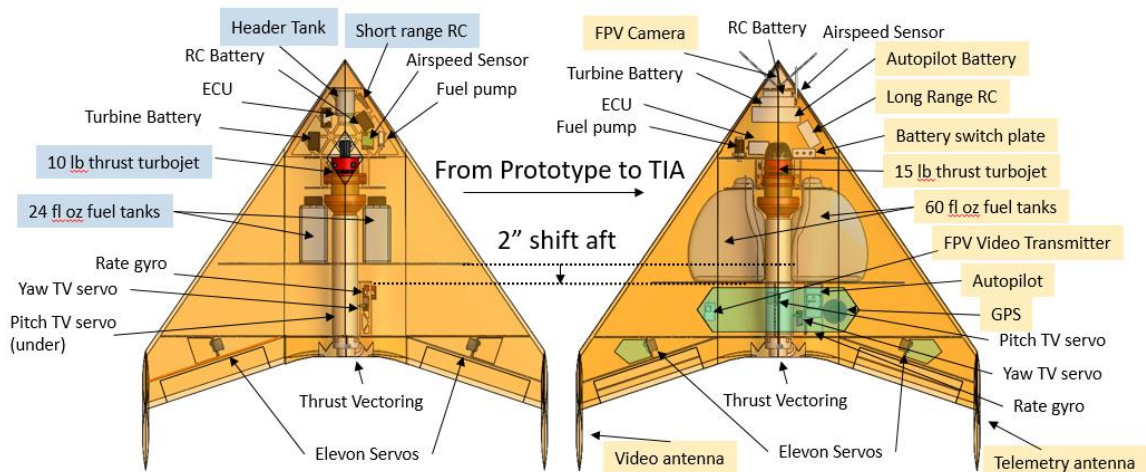 Header Tank
Short range RC
RC Battery
Airspeed Sensor
ECU
Fuel pump
Turbine Battery
10 lb thrust turbojet
24 fl oz fuel tanks
Rate gyro
Yaw TV servo
Pitch TV servo
(under)
Thrust Vectoring
Elevon Servos
From Prototype to TIA
2” shift aft
RC Battery
FPV Camera
Airspeed Sensor
Turbine Battery
Autopilot Battery
ECU
Long Range RC
Fuel pump
Battery switch plate
15 lb thrust turbojet
60 fl oz fuel tanks
FPV Video Transmitter
Autopilot
GPS
Pitch TV servo
Yaw TV servo
Rate gyro
Thrust Vectoring
Elevon Servos
Video antenna
Telemetry antenna